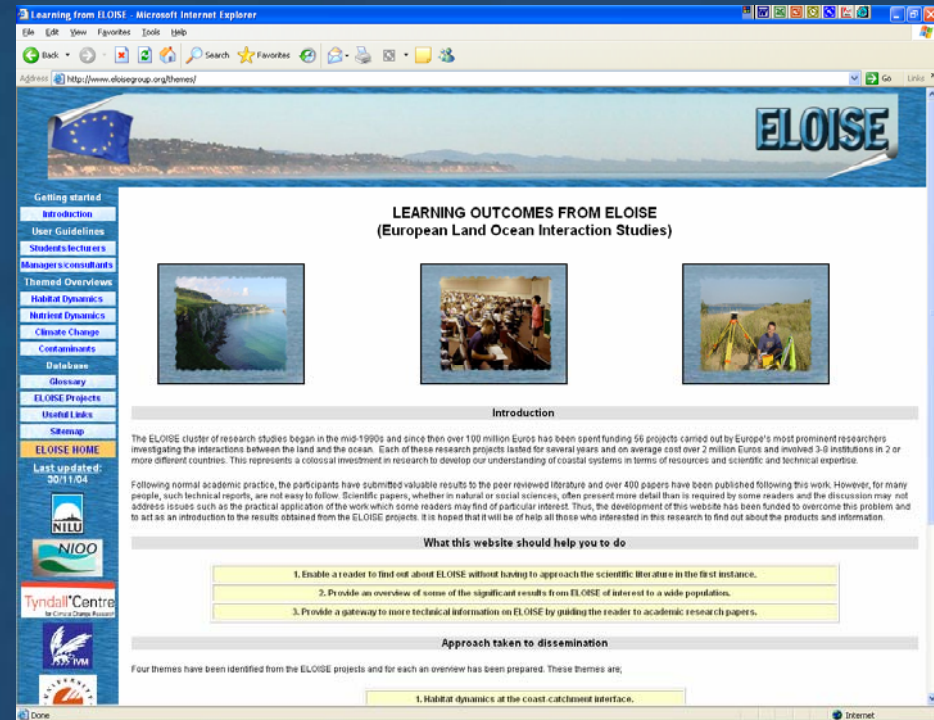 Learning from ELOISE - Microsoft Internet Explorer
File Edit View Favorites Tools Help
Back Search Favorites
Address http://www.eloisegroup.org/themes/ Go Links
ELOISE
Getting started
Introduction
User Guidelines
Students/lecturers
Managers/consultants
Themed Overviews
Habitat Dynamics
Nutrient Dynamics
Climate Change
Contaminants
Database
Glossary
ELOISE Projects
Useful Links
Sitemap
ELOISE HOME
Last updated:
30/11/04
NILU
NIOO
Tyndall°Centre
for Climate Change Research
IVM
UNIVERSITY
LEARNING OUTCOMES FROM ELOISE
(European Land Ocean Interaction Studies)
Introduction
The ELOISE cluster of research studies began in the mid-1990s and since then over 100 million Euros has been spent funding 56 projects carried out by Europe's most prominent researchers
investigating the interactions between the land and the ocean. Each of these research projects lasted for several years and on average cost over 2 million Euros and involved 3-8 institutions in 2 or
more different countries. This represents a colossal investment in research to develop our understanding of coastal systems in terms of resources and scientific and technical expertise.
Following normal academic practice, the participants have submitted valuable results to the peer reviewed literature and over 400 papers have been published following this work. However, for many
people, such technical reports, are not easy to follow. Scientific papers, whether in natural or social sciences, often present more detail than is required by some readers and the discussion may not
address issues such as the practical application of the work which some readers may find of particular interest. Thus, the development of this website has been funded to overcome this problem and
to act as an introduction to the results obtained from the ELOISE projects. It is hoped that it will be of help all those who interested in this research to find out about the products and information.
What this website should help you to do
1. Enable a reader to find out about ELOISE without having to approach the scientific literature in the first instance.
2. Provide an overview of some of the significant results from ELOISE of interest to a wide population.
3. Provide a gateway to more technical information on ELOISE by guiding the reader to academic research papers.
Approach taken to dissemination
Four themes have been identified from the ELOISE projects and for each an overview has been prepared. These themes are;
1. Habitat dynamics at the coast-catchment interface.
Done Internet